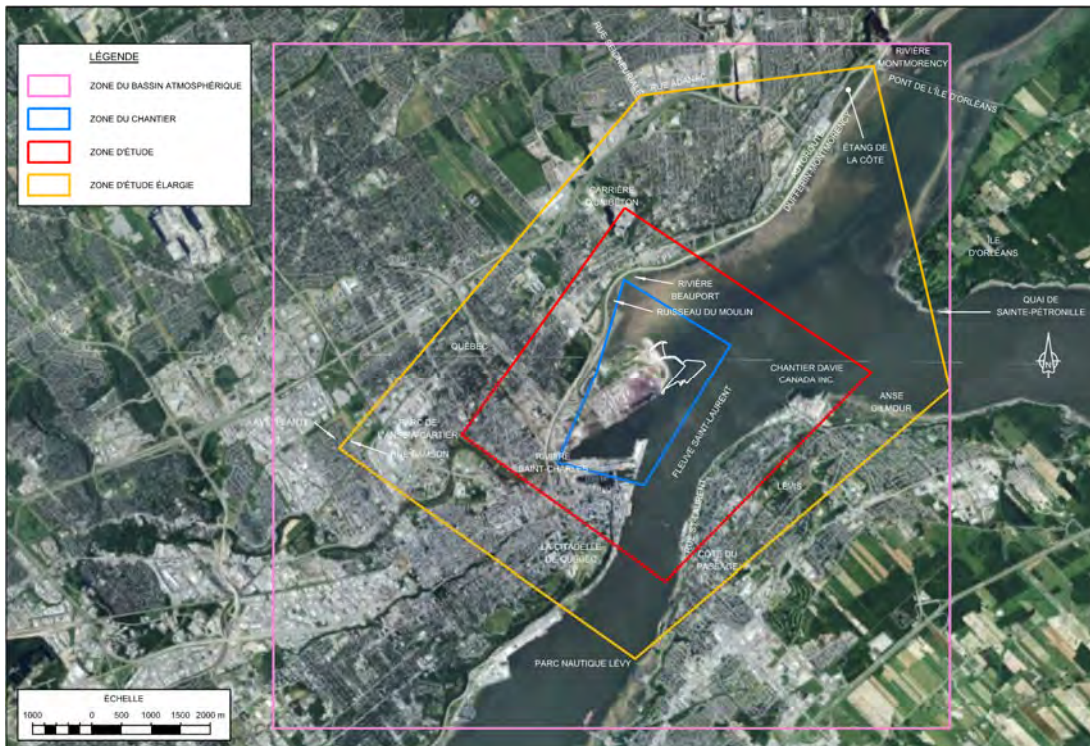 LÉGENDE
ZONE DU BASSIN ATMOSPHÉRIQUE
ZONE DU CHANTIER
ZONE D'ÉTUDE
ZONE D'ÉTUDE ÉLARGIE
RIVIÈRE
MONTMORENCY
PONT DE L'ÎLE D'ORLÉANS
RUE ADANAC
ÉTANG DE
LA CÔTE
AUTOROUTE
DUFFERIN MONTMORENCY
CARRIÈRE
ÎLE
D'ORLÉANS
RIVIÈRE
BEAUPORT
RUISSEAU DU MOULIN
QUAI DE
SAINTE-PÉTRONILLE
N
QUÉBEC
CHANTIER DAVIE
CANADA INC.
ANSE
GILMOUR
PARC DE
RIVIÈRE
SAINT-CHARLES
FLEUVE SAINT-LAURENT
LÉVIS
LA CITADELLE
DE QUÉBEC
CÔTE DU
PASSAGE
PARC NAUTIQUE LÉVY
ÉCHELLE
1000 0 500 1000 1500 2000 m